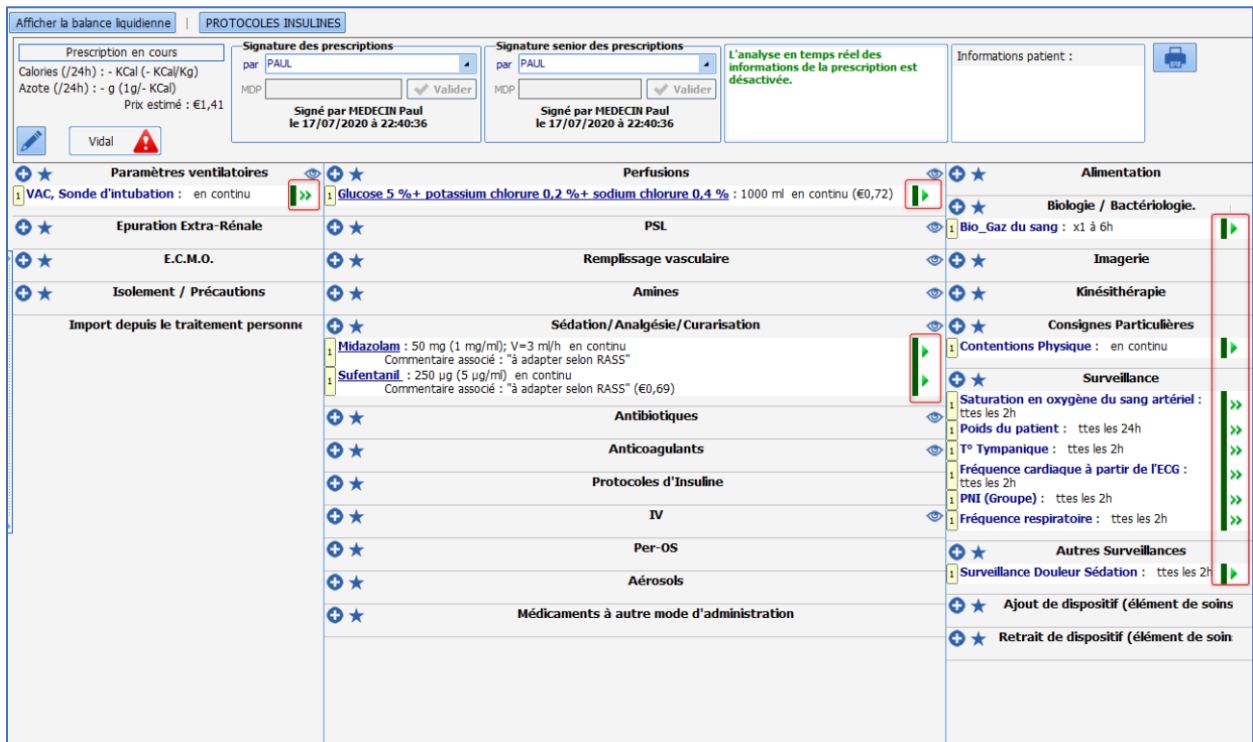 Afficher la balance liquidienne | PROTOCOLES INSULINES
Prescription en cours
Calories (/24h) : - KCal (- KCal/Kg)
Azote (/24h) : - g (1g/- KCal)
Prix estimé : €1,41
Vidal
Signature des prescriptions
par PAUL
MDP Valider
Signé par MEDECIN Paul
le 17/07/2020 à 22:40:36
Signature senior des prescriptions
par PAUL
MDP Valider
Signé par MEDECIN Paul
le 17/07/2020 à 22:40:36
L'analyse en temps réel des
informations de la prescription est
désactivée.
Informations patient :
Paramètres ventilatoires
1 VAC, Sonde d'intubation : en continu
Epuration Extra-Rénale
E.C.M.O.
Isolement / Précautions
Import depuis le traitement personne
Perfusions
1 Glucose 5 %+ potassium chlorure 0,2 %+ sodium chlorure 0,4 % : 1000 ml en continu (€0,72)
PSL
Remplissage vasculaire
Amines
Sédation/Analgésie/Curarisation
1 Midazolam : 50 mg (1 mg/ml); V=3 ml/h en continu
Commentaire associé : "à adapter selon RASS"
1 Sufentanil : 250 µg (5 µg/ml) en continu
Commentaire associé : "à adapter selon RASS" (€0,69)
Antibiotiques
Anticoagulants
Protocoles d'Insuline
IV
Per-OS
Aérosols
Médicaments à autre mode d'administration
Alimentation
Biologie / Bactériologie.
1 Bio_Gaz du sang : x1 à 6h
Imagerie
Kinésithérapie
Consignes Particulières
1 Contentions Physique : en continu
Surveillance
1 Saturation en oxygène du sang artériel :
ttes les 2h
1 Poids du patient : ttes les 24h
1 T° Tympanique : ttes les 2h
1 Fréquence cardiaque à partir de l'ECG :
ttes les 2h
1 PNI (Groupe) : ttes les 2h
1 Fréquence respiratoire : ttes les 2h
Autres Surveillances
1 Surveillance Douleur Sédation : ttes les 2h
Ajout de dispositif (élément de soins
Retrait de dispositif (élément de soin